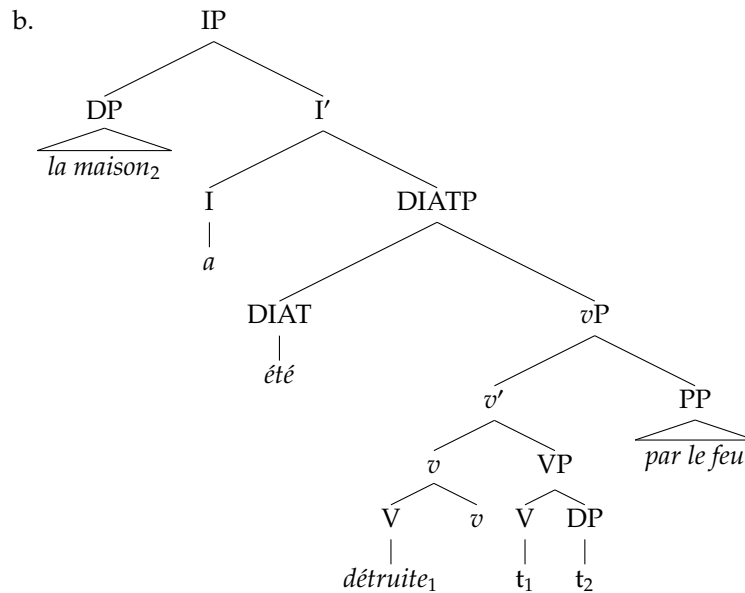 b. IP
DP I′
la maison₂
I DIATP
a
DIAT vP
été
v′ PP
par le feu
v VP
V v V DP
détruite₁ t₁ t₂